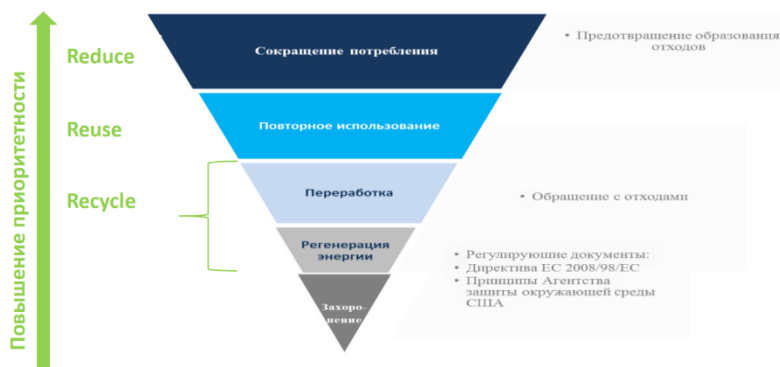 Повышение приоритетности
Reduce
Сокращение потребления
• Предотвращение образования
отходов
Reuse
Повторное использование
Recycle
Переработка
• Обращение с отходами
Регенерация
энергии
• Регулирующие документы:
• Директива ЕС 2008/98/ЕС
• Принципы Агентства
защиты окружающей среды
США
Захоро-
нение